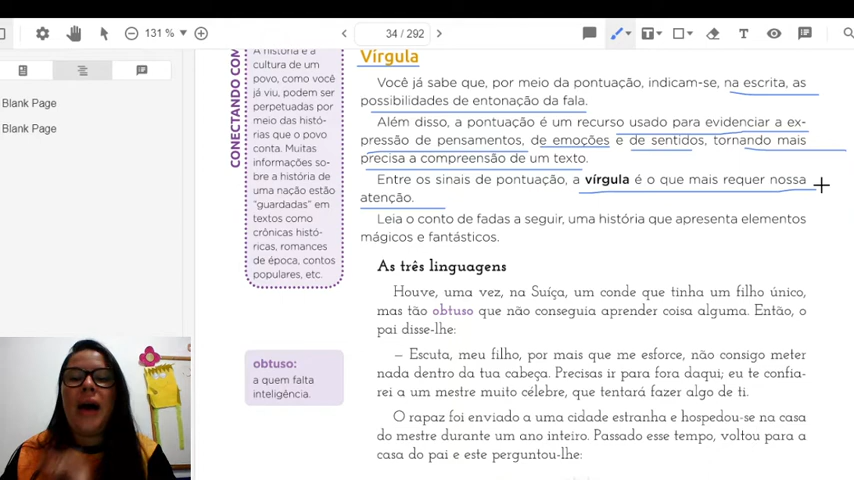 131 %
34 / 292
Blank Page
Blank Page
CONECTANDO COM
A história e a
cultura de um
povo, como você
já viu, podem ser
perpetuadas por
meio das histó-
rias que o povo
conta. Muitas
informações so-
bre a história de
uma nação estão
"guardadas" em
textos como
crônicas histó-
ricas, romances
de época, contos
populares, etc.
obtuso:
a quem falta
inteligência.
Vírgula
Você já sabe que, por meio da pontuação, indicam-se, na escrita, as
possibilidades de entonação da fala.
Além disso, a pontuação é um recurso usado para evidenciar a ex-
pressão de pensamentos, de emoções e de sentidos, tornando mais
precisa a compreensão de um texto.
Entre os sinais de pontuação, a vírgula é o que mais requer nossa
atenção.
Leia o conto de fadas a seguir, uma história que apresenta elementos
mágicos e fantásticos.
As três linguagens
Houve, uma vez, na Suíça, um conde que tinha um filho único,
mas tão obtuso que não conseguia aprender coisa alguma. Então, o
pai disse-lhe:
– Escuta, meu filho, por mais que me esforce, não consigo meter
nada dentro da tua cabeça. Precisas ir para fora daqui; eu te confia-
rei a um mestre muito célebre, que tentará fazer algo de ti.
O rapaz foi enviado a uma cidade estranha e hospedou-se na casa
do mestre durante um ano inteiro. Passado esse tempo, voltou para a
casa do pai e este perguntou-lhe: